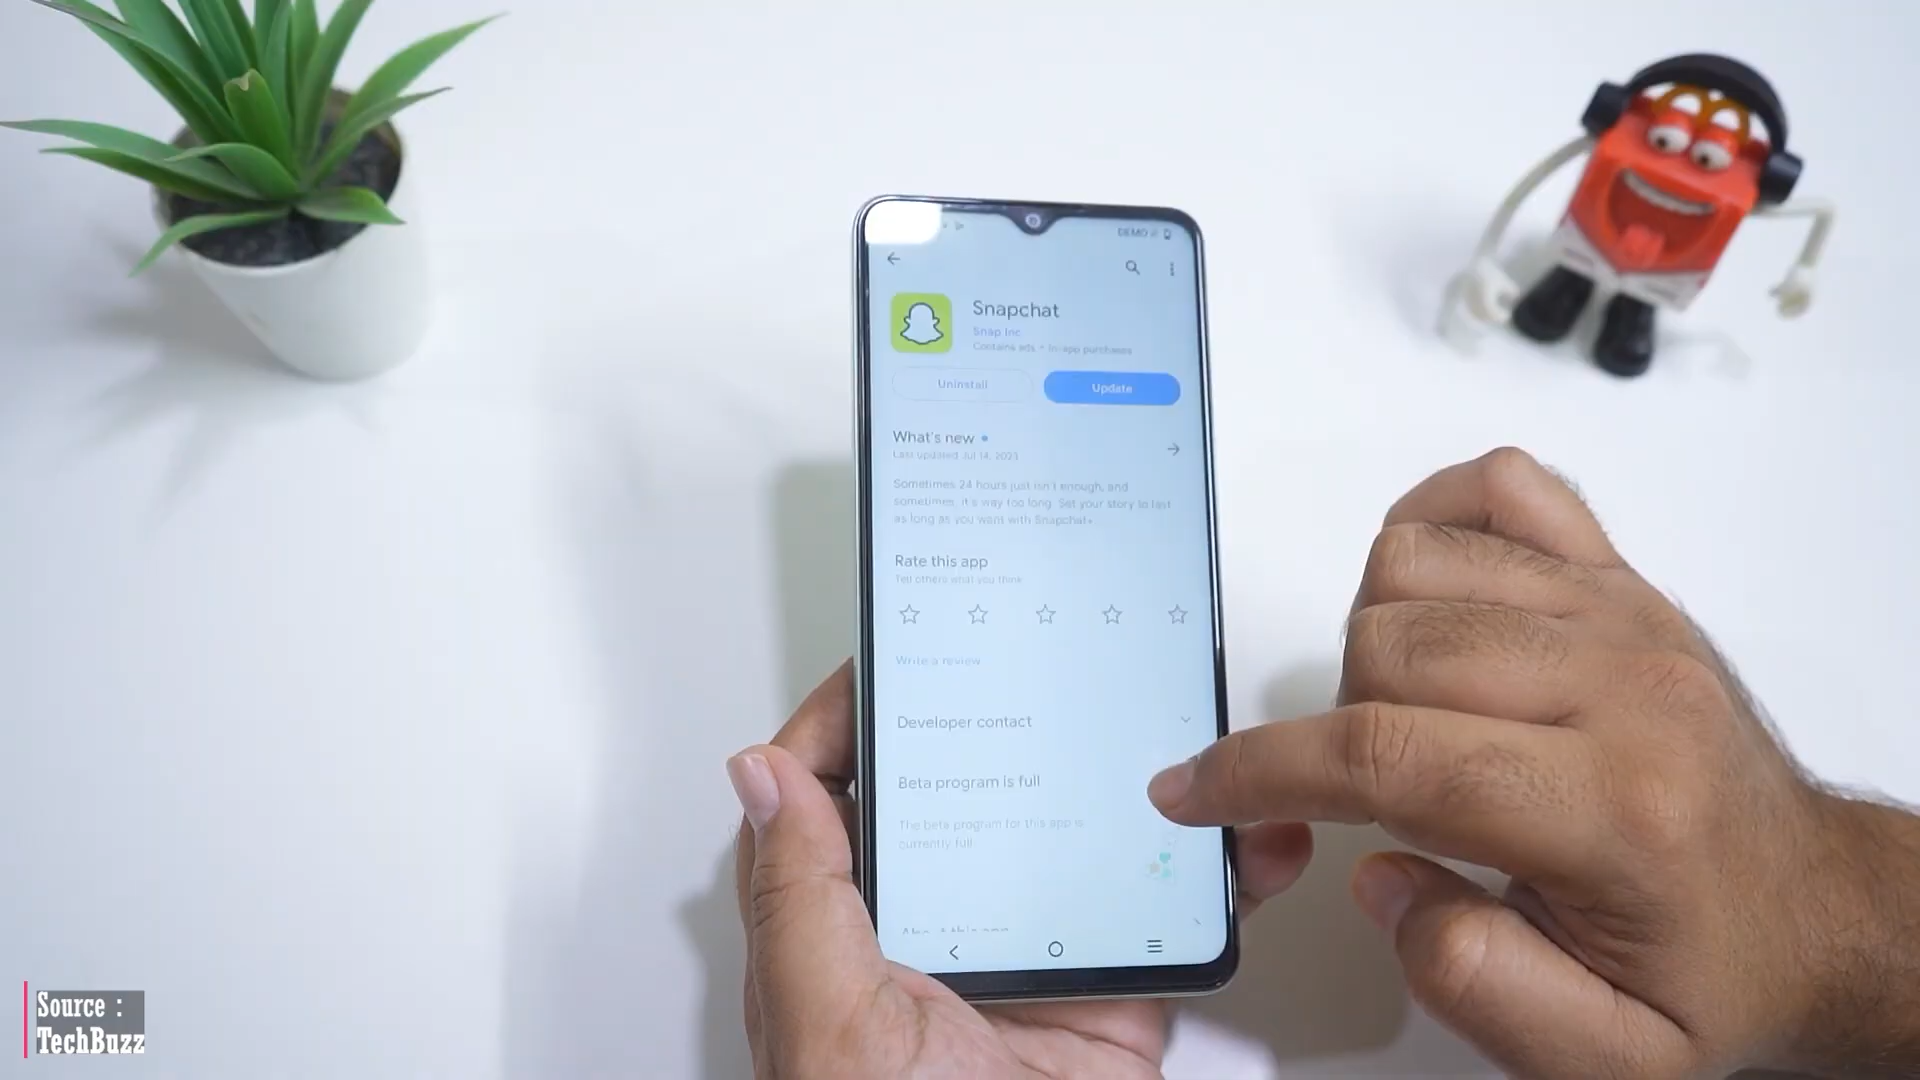 DEMO
Snapchat
Snap Inc
Contains ads • In-app purchases
Uninstall
Update
What's new
Last updated Jul 14, 2023
Sometimes 24 hours just isn't enough, and
sometimes, it's way too long. Set your story to last
as long as you want with Snapchat+.
Rate this app
Tell others what you think
Write a review
Developer contact
Beta program is full
The beta program for this app is
currently full
Source :
TechBuzz